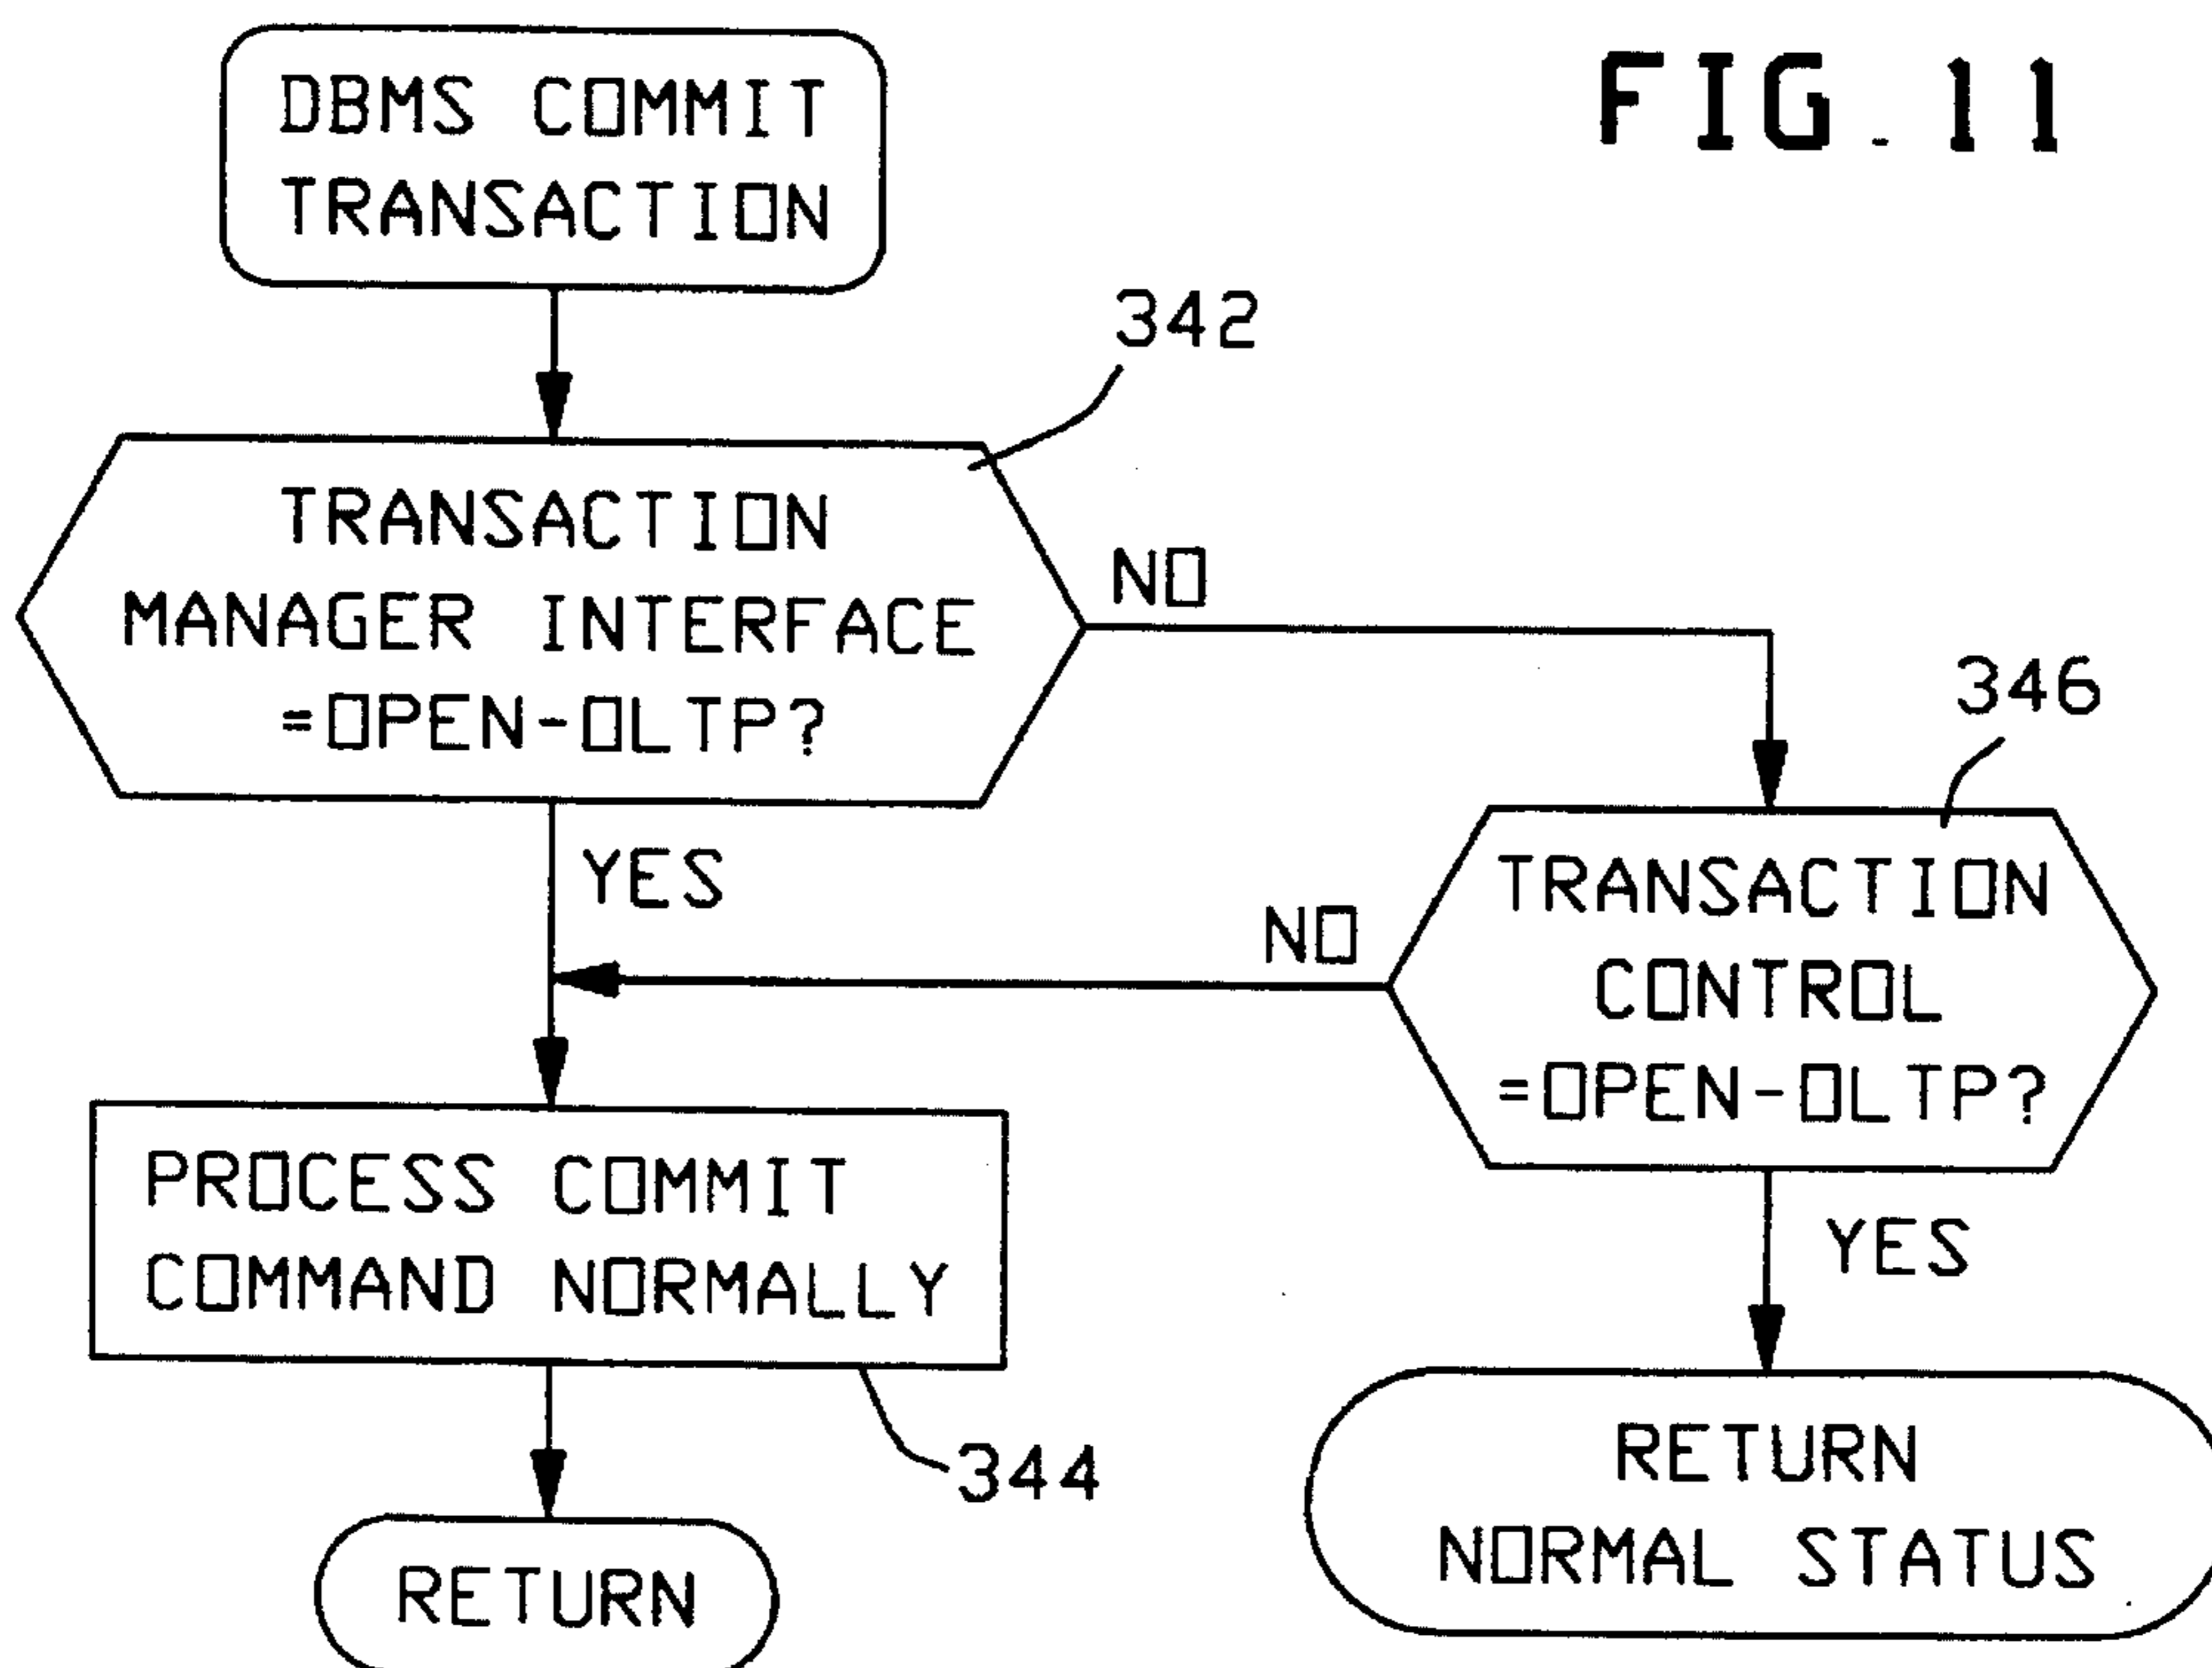 DBMS COMMIT
TRANSACTION
FIG. 11
342
TRANSACTION
MANAGER INTERFACE
=OPEN-OLTP?
NO
346
YES
NO
TRANSACTION
CONTROL
=OPEN-OLTP?
PROCESS COMMIT
COMMAND NORMALLY
YES
344
RETURN
NORMAL STATUS
RETURN